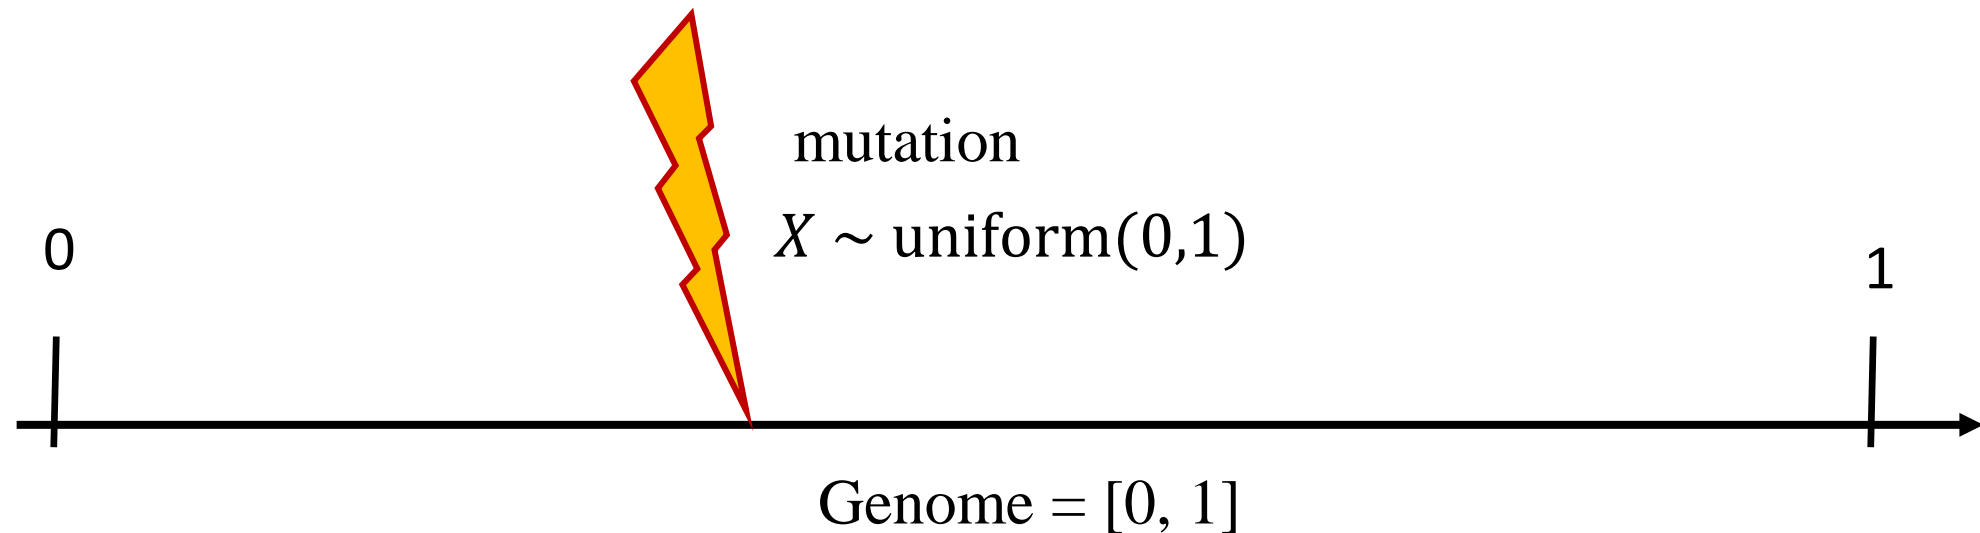 mutation
X ~ uniform(0,1)
0
1
Genome = [0, 1]